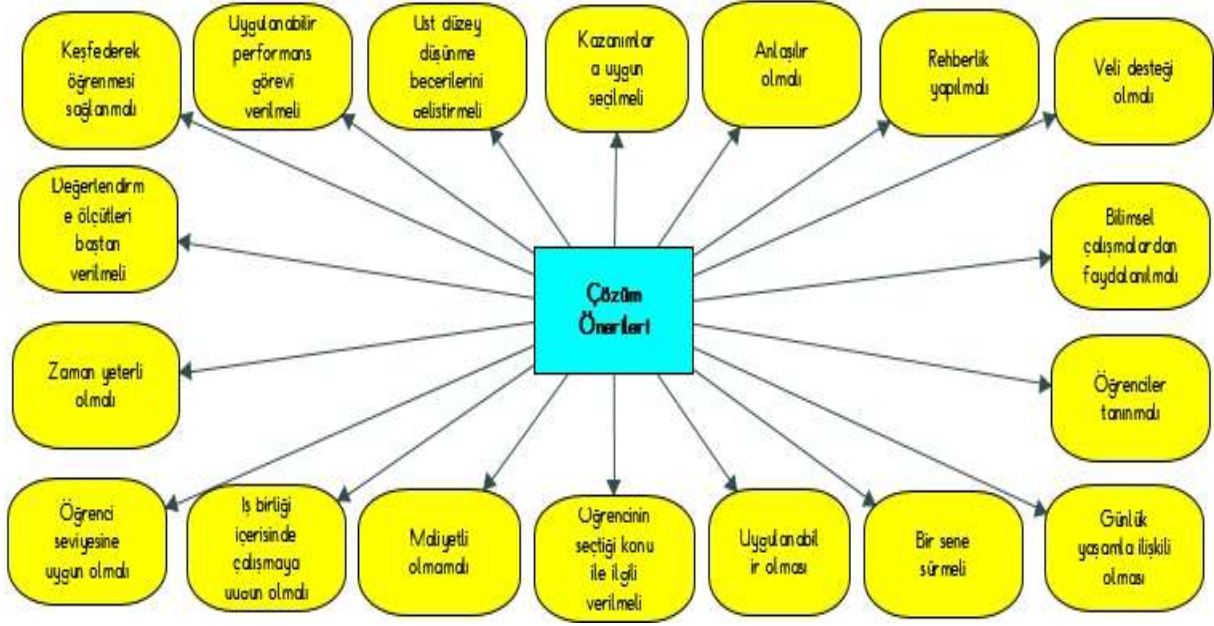 Keşfederek
öğrenmesi
sağlanmalı
Uygulanabilir
performans
görevi
verilmeli
Üst düzey
düşünme
becerilerini
geliştirmeli
Kazanımlar
a uygun
seçilmeli
Anlaşılır
olmalı
Rehberlik
yapılmalı
Veli desteği
olmalı
Değerlendirm
e ölçütleri
baştan
verilmeli
Bilimsel
çalışmalardan
faydalanılmalı
Çözüm
Önerileri
Zaman yeterli
olmalı
Öğrenciler
tanınmalı
Öğrenci
seviyesine
uygun olmalı
İş birliği
içerisinde
çalışmaya
uygun olmalı
Maliyetli
olmamalı
Öğrencinin
seçtiği konu
ile ilgili
verilmeli
Uygulanabil
ir olması
Bir sene
sürmeli
Günlük
yaşamla ilişkili
olması